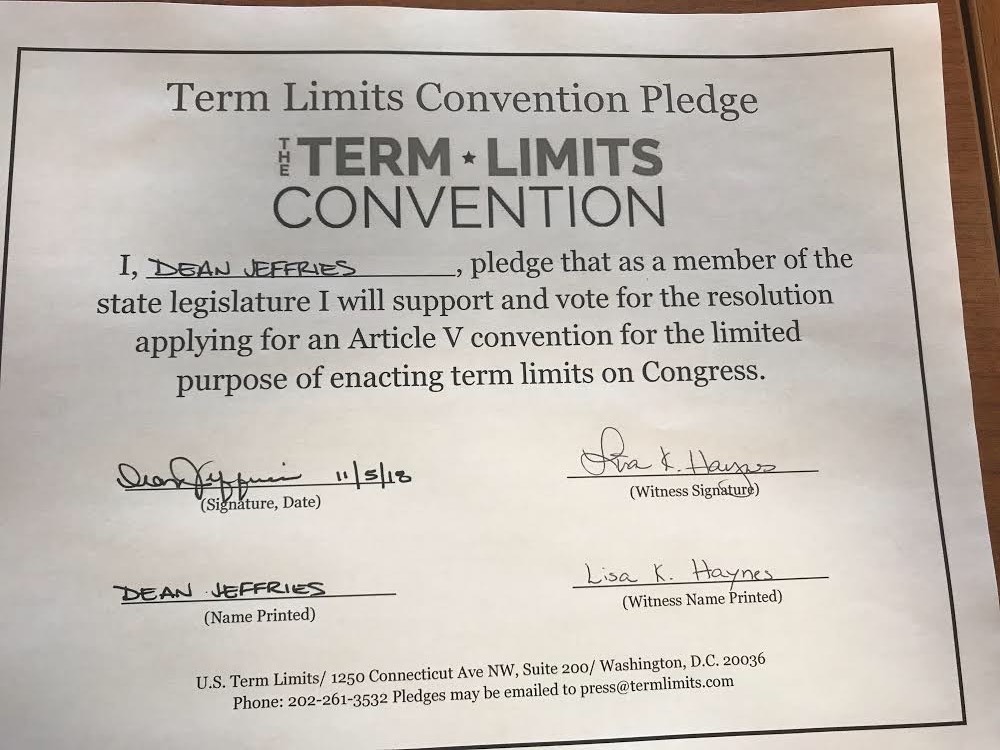 Term Limits Convention Pledge
THE TERM ★ LIMITS
CONVENTION
I, DEAN JEFFRIES, pledge that as a member of the
state legislature I will support and vote for the resolution
applying for an Article V convention for the limited
purpose of enacting term limits on Congress.
Dean Jeffries 11/5/18
Lisa K. Haynes
(Signature, Date)
(Witness Signature)
DEAN JEFFRIES
Lisa K. Haynes
(Name Printed)
(Witness Name Printed)
U.S. Term Limits/ 1250 Connecticut Ave NW, Suite 200/ Washington, D.C. 20036
Phone: 202-261-3532 Pledges may be emailed to press@termlimits.com